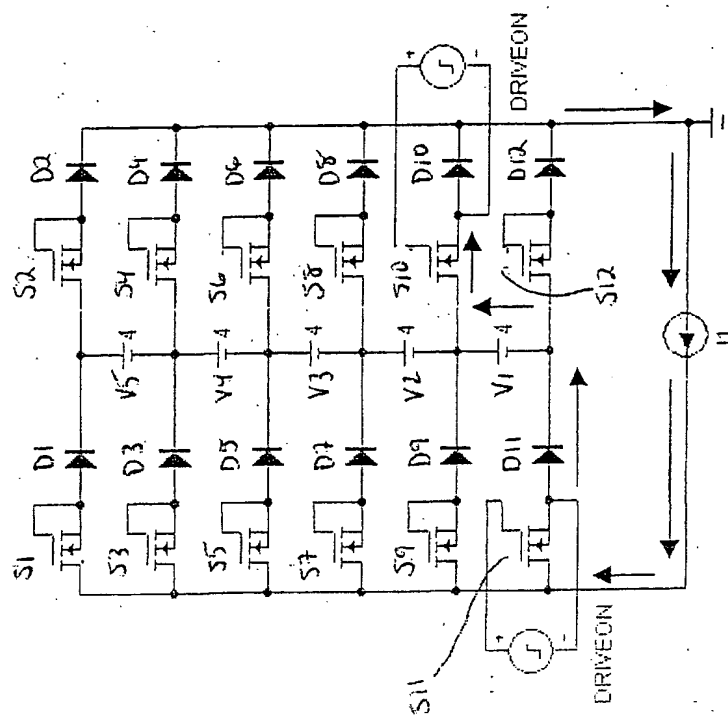 S2
D2
S4
D4
S6
D6
S8
D8
S10
D10
S12
D12
+
-
DRIVEON
V5
4
V4
4
V3
4
V2
4
V1
4
S1
D1
S3
D3
S5
D5
S7
D7
S9
D9
S11
D11
+
-
DRIVEON
I1